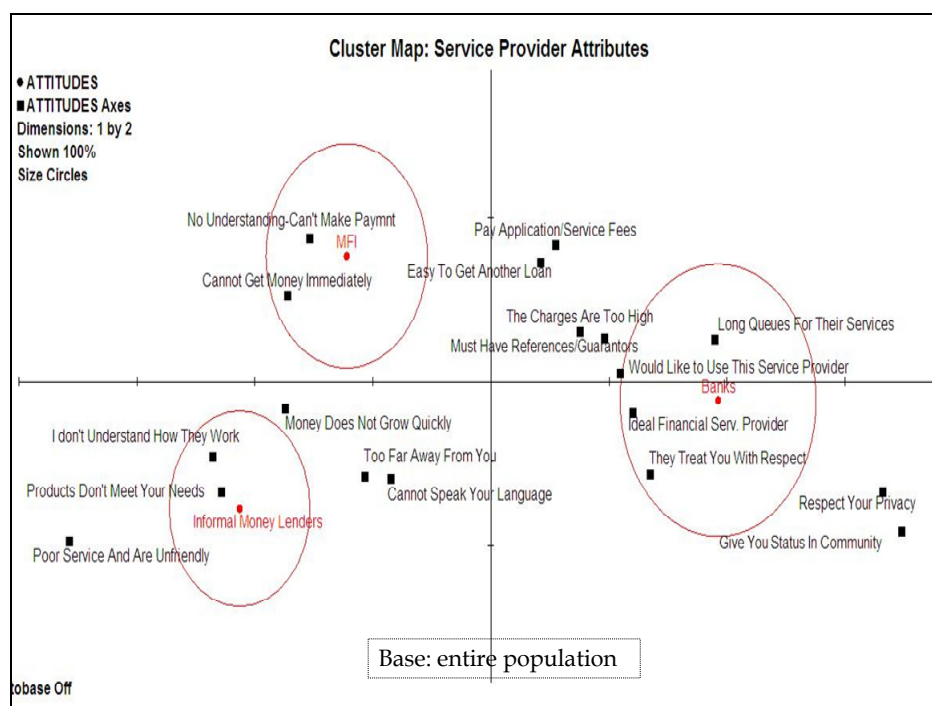 Cluster Map: Service Provider Attributes
ATTITUDES
ATTITUDES Axes
Dimensions: 1 by 2
Shown 100%
Size Circles
No Understanding-Can't Make Paymnt
MFI
Cannot Get Money Immediately
Pay Application/Service Fees
Easy To Get Another Loan
The Charges Are Too High
Must Have References/Guarantors
Long Queues For Their Services
Would Like to Use This Service Provider
Banks
Ideal Financial Serv. Provider
They Treat You With Respect
Respect Your Privacy
Give You Status In Community
Money Does Not Grow Quickly
I don't Understand How They Work
Too Far Away From You
Cannot Speak Your Language
Products Don't Meet Your Needs
Informal Money Lenders
Poor Service And Are Unfriendly
Base: entire population
tobase Off